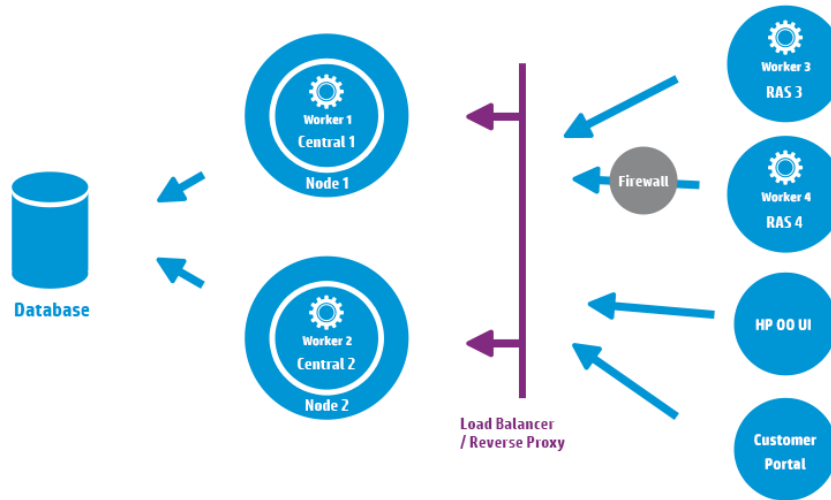 Database
Worker 1
Central 1
Node 1
Worker 2
Central 2
Node 2
Load Balancer
/ Reverse Proxy
Firewall
Worker 3
RAS 3
Worker 4
RAS 4
HP OO UI
Customer
Portal